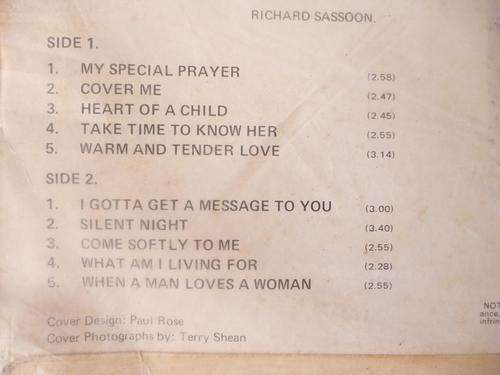 RICHARD SASSOON.
SIDE 1.
1. MY SPECIAL PRAYER (2.58)
2. COVER ME (2.47)
3. HEART OF A CHILD (2.45)
4. TAKE TIME TO KNOW HER (2.55)
5. WARM AND TENDER LOVE (3.14)
SIDE 2.
1. I GOTTA GET A MESSAGE TO YOU (3.00)
2. SILENT NIGHT (3.40)
3. COME SOFTLY TO ME (2.55)
4. WHAT AM I LIVING FOR (2.28)
5. WHEN A MAN LOVES A WOMAN (2.55)
NOT
ance,
infrin
Cover Design: Paul Rose
Cover Photographs by: Terry Shean